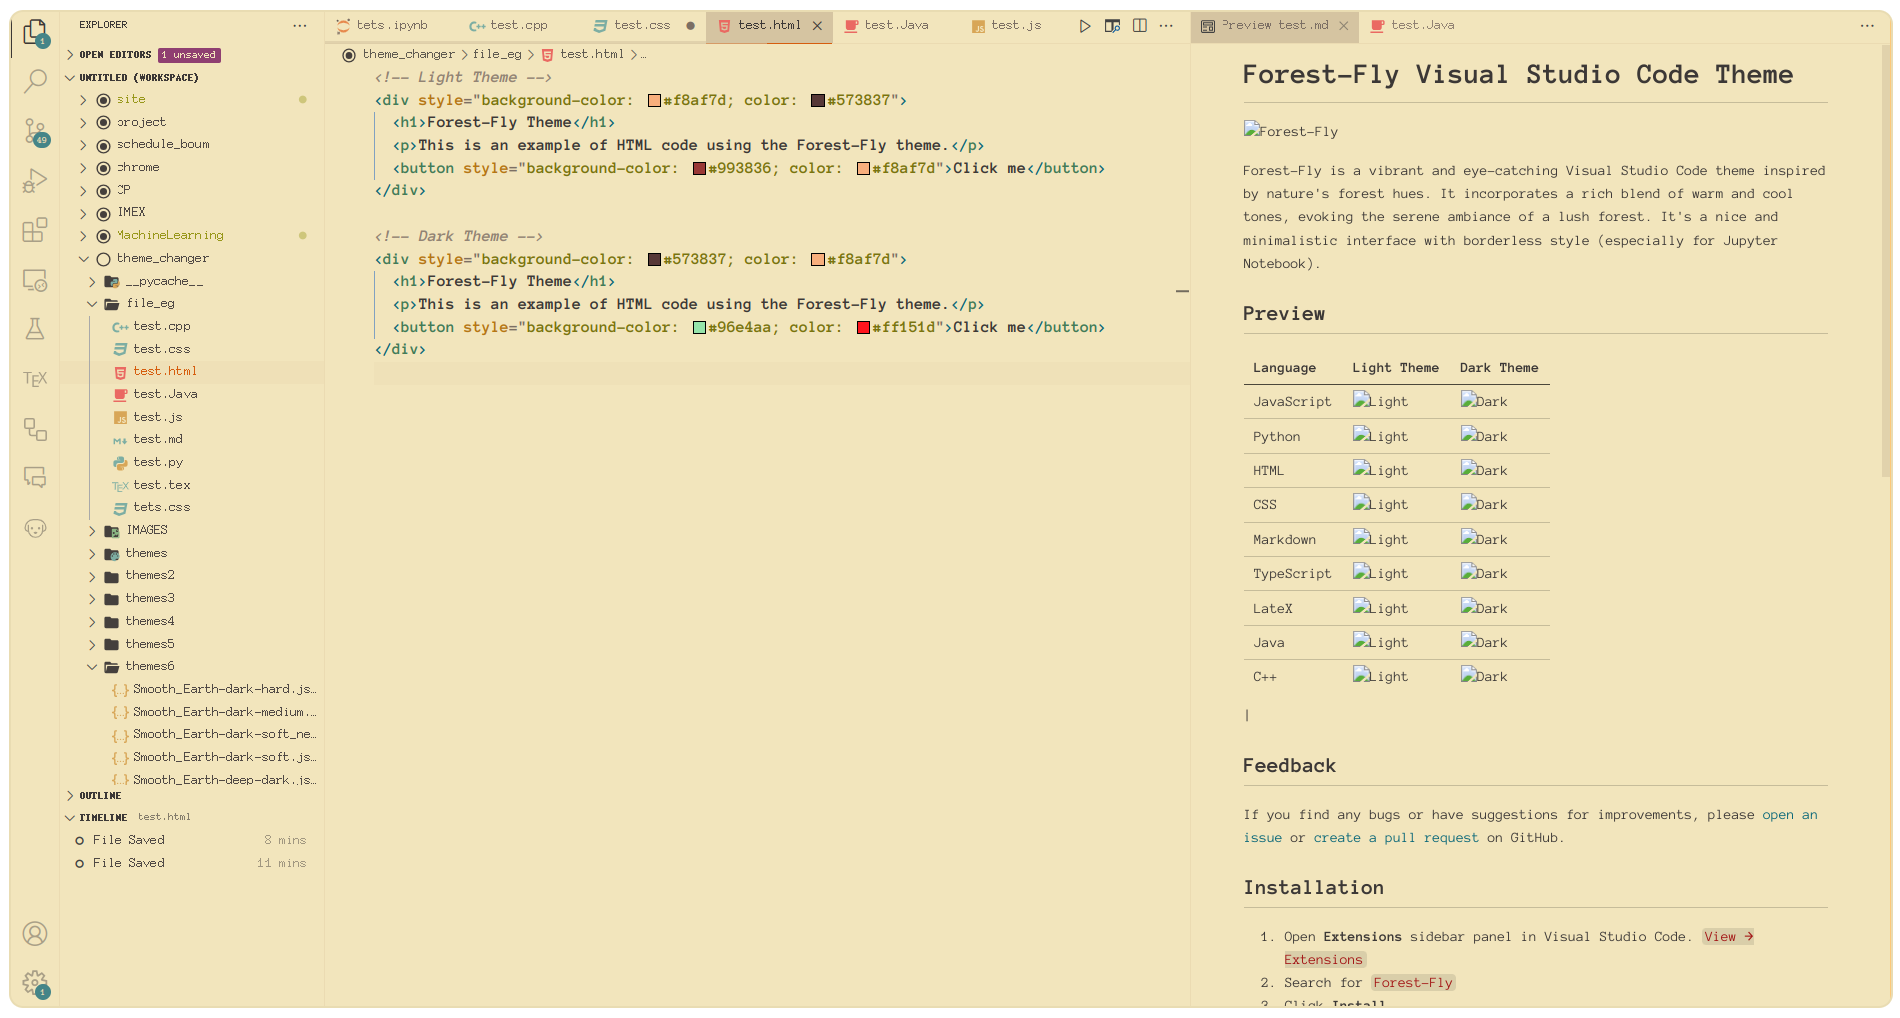 EXPLORER
OPEN EDITORS 1 unsaved
UNTITLED (WORKSPACE)
site
project
schedule_boum
chrome
CP
IMEX
MachineLearning
theme_changer
__pycache__
file_eg
test.cpp
test.css
test.html
test.Java
test.js
test.md
test.py
test.tex
tets.css
IMAGES
themes
themes2
themes3
themes4
themes5
themes6
{..} Smooth_Earth-dark-hard.js…
{..} Smooth_Earth-dark-medium.…
{..} Smooth_Earth-dark-soft_ne…
{..} Smooth_Earth-dark-soft.js…
{..} Smooth_Earth-deep-dark.js…
OUTLINE
TIMELINE test.html
File Saved 8 mins
File Saved 11 mins
1
49
TEX
1
tets.ipynb test.cpp test.css test.html test.Java test.js
theme_changer > file_eg > test.html > …
<!-- Light Theme -->
<div style="background-color: #f8af7d; color: #573837">
<h1>Forest-Fly Theme</h1>
<p>This is an example of HTML code using the Forest-Fly theme.</p>
<button style="background-color: #993836; color: #f8af7d">Click me</button>
</div>
<!-- Dark Theme -->
<div style="background-color: #573837; color: #f8af7d">
<h1>Forest-Fly Theme</h1>
<p>This is an example of HTML code using the Forest-Fly theme.</p>
<button style="background-color: #96e4aa; color: #ff151d">Click me</button>
</div>
Preview test.md test.Java
Forest-Fly Visual Studio Code Theme
Forest-Fly
Forest-Fly is a vibrant and eye-catching Visual Studio Code theme inspired
by nature's forest hues. It incorporates a rich blend of warm and cool
tones, evoking the serene ambiance of a lush forest. It's a nice and
minimalistic interface with borderless style (especially for Jupyter
Notebook).
Preview
Language Light Theme Dark Theme
JavaScript Light Dark
Python Light Dark
HTML Light Dark
CSS Light Dark
Markdown Light Dark
TypeScript Light Dark
LateX Light Dark
Java Light Dark
C++ Light Dark
|
Feedback
If you find any bugs or have suggestions for improvements, please open an
issue or create a pull request on GitHub.
Installation
1. Open Extensions sidebar panel in Visual Studio Code. View →
Extensions
2. Search for Forest-Fly
3. Click Install